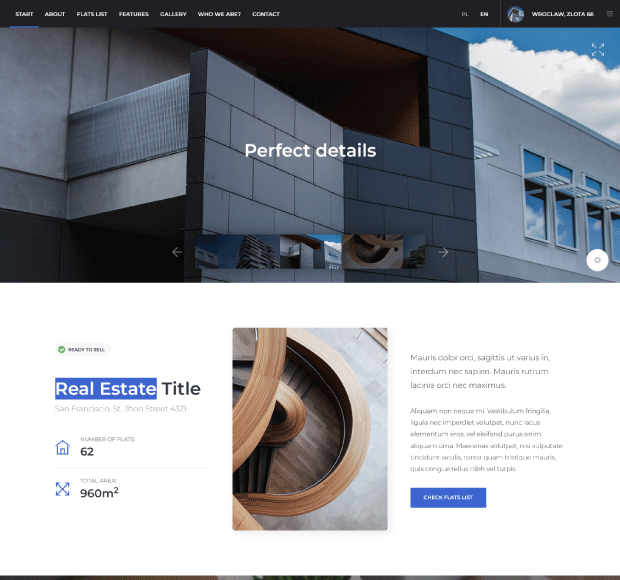 START ABOUT FLATS LIST FEATURES GALLERY WHO WE ARE? CONTACT PL EN WROCLAW, ZLOTA 66
Perfect details
READY TO SELL
Real Estate Title
San Franciscio, St. Jhon Street 4321
NUMBER OF FLATS:
62
TOTAL AREA:
960m²
Mauris dolor orci, sagittis ut varius in,
interdum nec sapien. Mauris rutrum
lacinia orci nec maximus.
Aliquam non neque mi. Vestibulum fringilla,
ligula nec imperdiet volutpat, nunc lacus
elementum eros, vel eleifend purus enim
aliquam urna. Maecenas volutpat, nisi vulputate
tincidunt iaculis, tortor quam tristique mauris,
quis congue tellus nibh vel turpis.
CHECK FLATS LIST